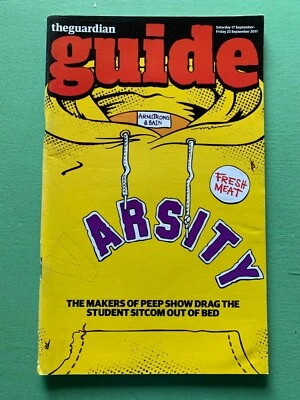 theguardian
Saturday 17 September-
Friday 23 September 2011
guide
ARMSTRONG
& BAIN
FRESH
MEAT
VARSITY
THE MAKERS OF PEEP SHOW DRAG THE
STUDENT SITCOM OUT OF BED